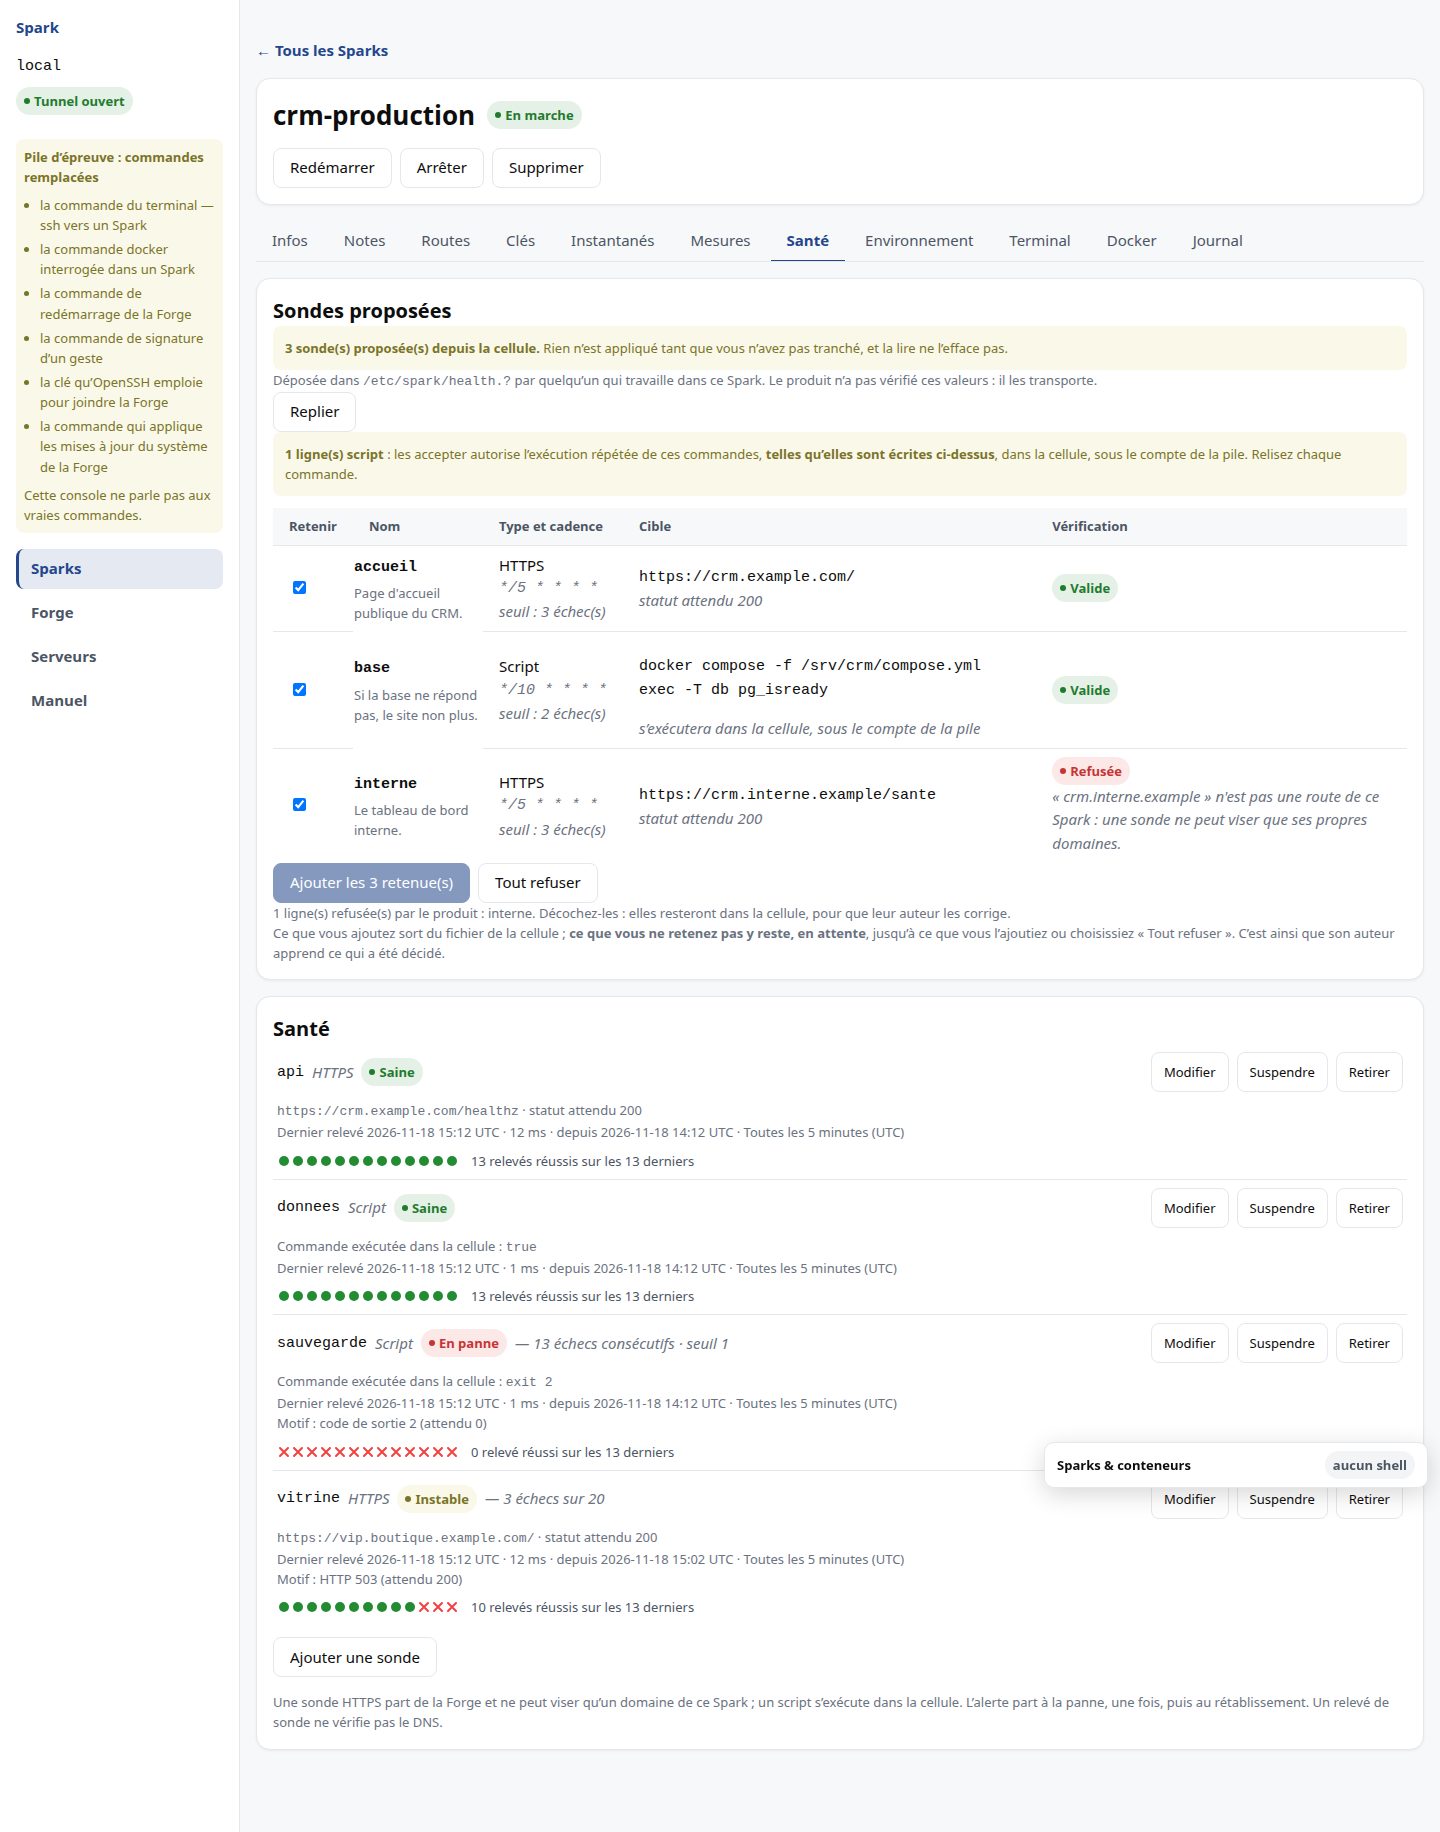 Spark
local
Tunnel ouvert
Pile d’épreuve : commandes
remplacées
la commande du terminal —
ssh vers un Spark
la commande docker
interrogée dans un Spark
la commande de
redémarrage de la Forge
la commande de signature
d’un geste
la clé qu’OpenSSH emploie
pour joindre la Forge
la commande qui applique
les mises à jour du système
de la Forge
Cette console ne parle pas aux
vraies commandes.
Sparks
Forge
Serveurs
Manuel
← Tous les Sparks
crm-production En marche
Redémarrer Arrêter Supprimer
Infos Notes Routes Clés Instantanés Mesures Santé Environnement Terminal Docker Journal
Sondes proposées
3 sonde(s) proposée(s) depuis la cellule. Rien n’est appliqué tant que vous n’avez pas tranché, et la lire ne l’efface pas.
Déposée dans /etc/spark/health.? par quelqu’un qui travaille dans ce Spark. Le produit n’a pas vérifié ces valeurs : il les transporte.
Replier
1 ligne(s) script : les accepter autorise l’exécution répétée de ces commandes, telles qu’elles sont écrites ci-dessus, dans la cellule, sous le compte de la pile. Relisez chaque
commande.
Retenir Nom Type et cadence Cible Vérification
accueil
Page d’accueil
publique du CRM.
HTTPS
*/5 * * * *
seuil : 3 échec(s)
https://crm.example.com/
statut attendu 200
Valide
base
Si la base ne répond
pas, le site non plus.
Script
*/10 * * * *
seuil : 2 échec(s)
docker compose -f /srv/crm/compose.yml
exec -T db pg_isready
s’exécutera dans la cellule, sous le compte de la pile
Valide
interne
Le tableau de bord
interne.
HTTPS
*/5 * * * *
seuil : 3 échec(s)
https://crm.interne.example/sante
statut attendu 200
Refusée
« crm.interne.example » n'est pas une route de ce
Spark : une sonde ne peut viser que ses propres
domaines.
Ajouter les 3 retenue(s) Tout refuser
1 ligne(s) refusée(s) par le produit : interne. Décochez-les : elles resteront dans la cellule, pour que leur auteur les corrige.
Ce que vous ajoutez sort du fichier de la cellule ; ce que vous ne retenez pas y reste, en attente, jusqu’à ce que vous l’ajoutiez ou choisissiez « Tout refuser ». C’est ainsi que son auteur
apprend ce qui a été décidé.
Santé
api HTTPS Saine Modifier Suspendre Retirer
https://crm.example.com/healthz · statut attendu 200
Dernier relevé 2026-11-18 15:12 UTC · 12 ms · depuis 2026-11-18 14:12 UTC · Toutes les 5 minutes (UTC)
13 relevés réussis sur les 13 derniers
donnees Script Saine Modifier Suspendre Retirer
Commande exécutée dans la cellule : true
Dernier relevé 2026-11-18 15:12 UTC · 1 ms · depuis 2026-11-18 14:12 UTC · Toutes les 5 minutes (UTC)
13 relevés réussis sur les 13 derniers
sauvegarde Script En panne — 13 échecs consécutifs · seuil 1 Modifier Suspendre Retirer
Commande exécutée dans la cellule : exit 2
Dernier relevé 2026-11-18 15:12 UTC · 1 ms · depuis 2026-11-18 14:12 UTC · Toutes les 5 minutes (UTC)
Motif : code de sortie 2 (attendu 0)
0 relevé réussi sur les 13 derniers
Sparks & conteneurs aucun shell
vitrine HTTPS Instable — 3 échecs sur 20 Modifier Suspendre Retirer
https://vip.boutique.example.com/ · statut attendu 200
Dernier relevé 2026-11-18 15:12 UTC · 12 ms · depuis 2026-11-18 15:02 UTC · Toutes les 5 minutes (UTC)
Motif : HTTP 503 (attendu 200)
10 relevés réussis sur les 13 derniers
Ajouter une sonde
Une sonde HTTPS part de la Forge et ne peut viser qu’un domaine de ce Spark ; un script s’exécute dans la cellule. L’alerte part à la panne, une fois, puis au rétablissement. Un relevé de
sonde ne vérifie pas le DNS.